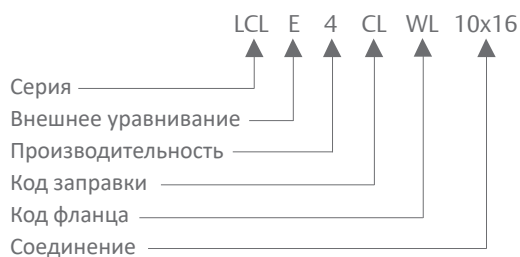 LCL E 4 CL WL 10x16
Серия
Внешнее уравнивание
Производительность
Код заправки
Код фланца
Соединение